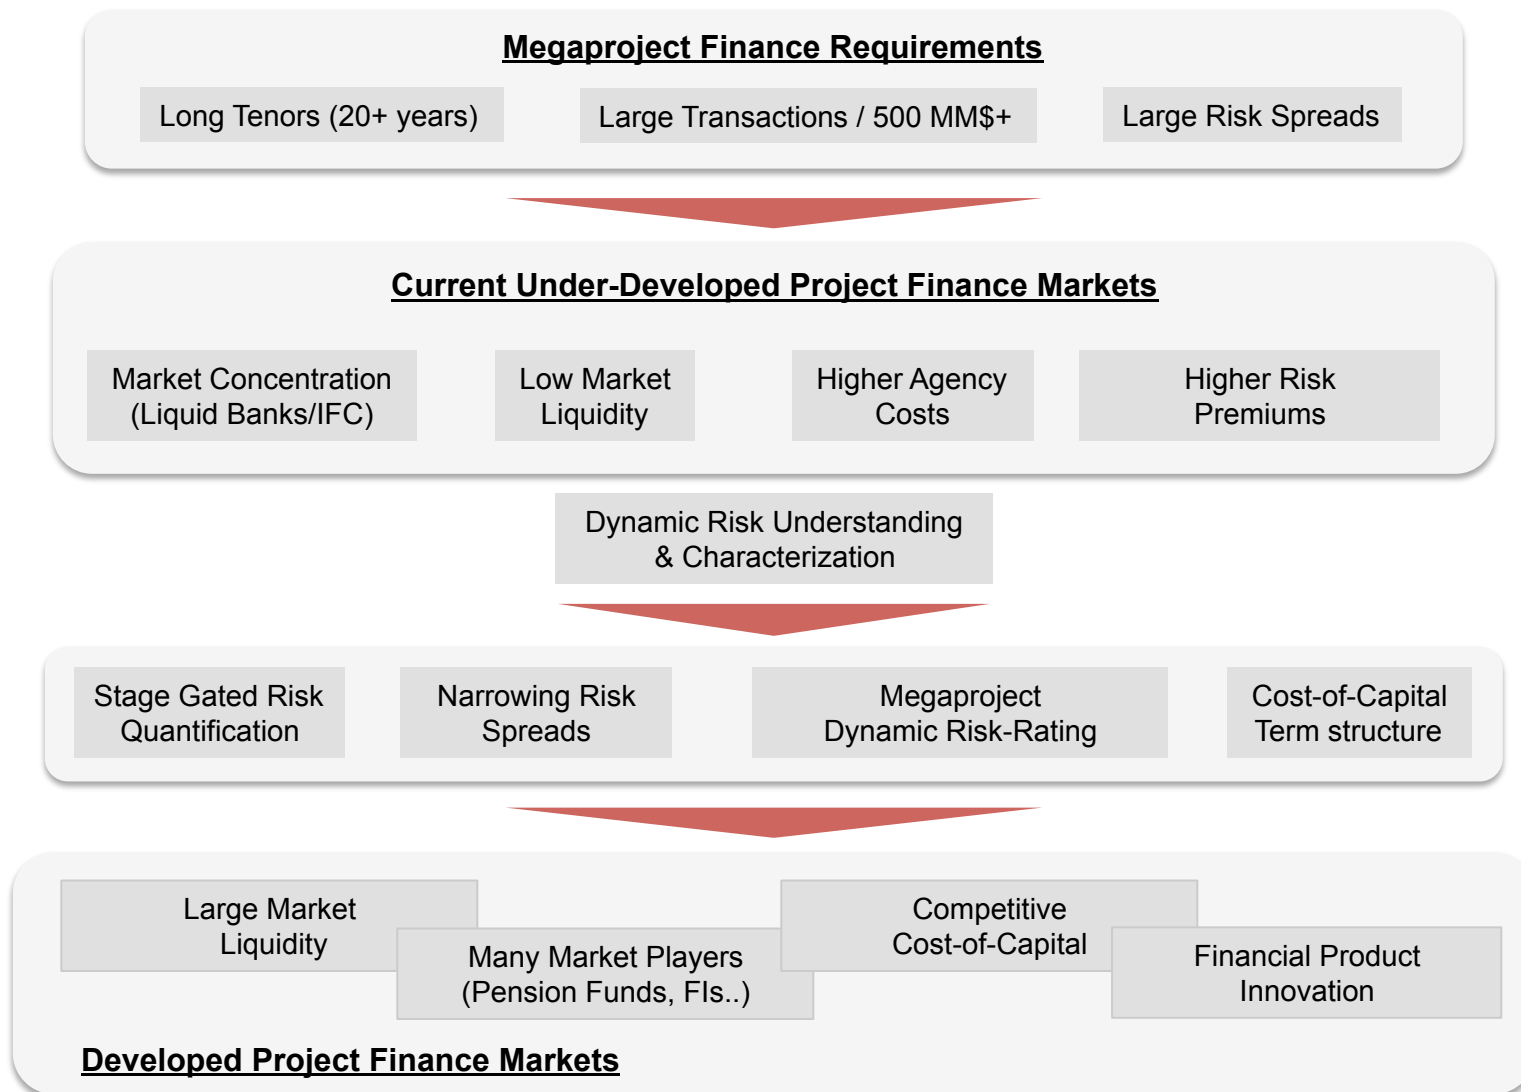 Megaproject Finance Requirements
Long Tenors (20+ years)
Large Transactions / 500 MM$+
Large Risk Spreads
Current Under-Developed Project Finance Markets
Market Concentration
(Liquid Banks/IFC)
Low Market
Liquidity
Higher Agency
Costs
Higher Risk
Premiums
Dynamic Risk Understanding
& Characterization
Stage Gated Risk
Quantification
Narrowing Risk
Spreads
Megaproject
Dynamic Risk-Rating
Cost-of-Capital
Term structure
Large Market
Liquidity
Many Market Players
(Pension Funds, FIs..)
Competitive
Cost-of-Capital
Financial Product
Innovation
Developed Project Finance Markets